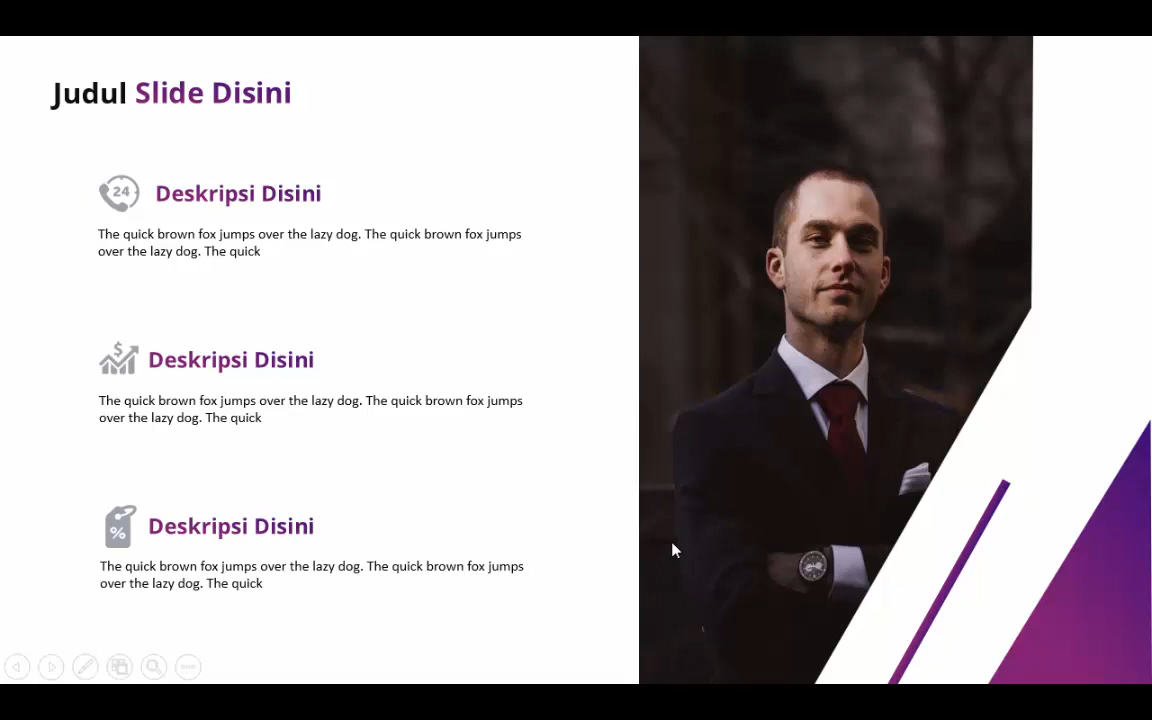 Judul Slide Disini
24
Deskripsi Disini
The quick brown fox jumps over the lazy dog. The quick brown fox jumps
over the lazy dog. The quick
$
Deskripsi Disini
The quick brown fox jumps over the lazy dog. The quick brown fox jumps
over the lazy dog. The quick
%
Deskripsi Disini
The quick brown fox jumps over the lazy dog. The quick brown fox jumps
over the lazy dog. The quick